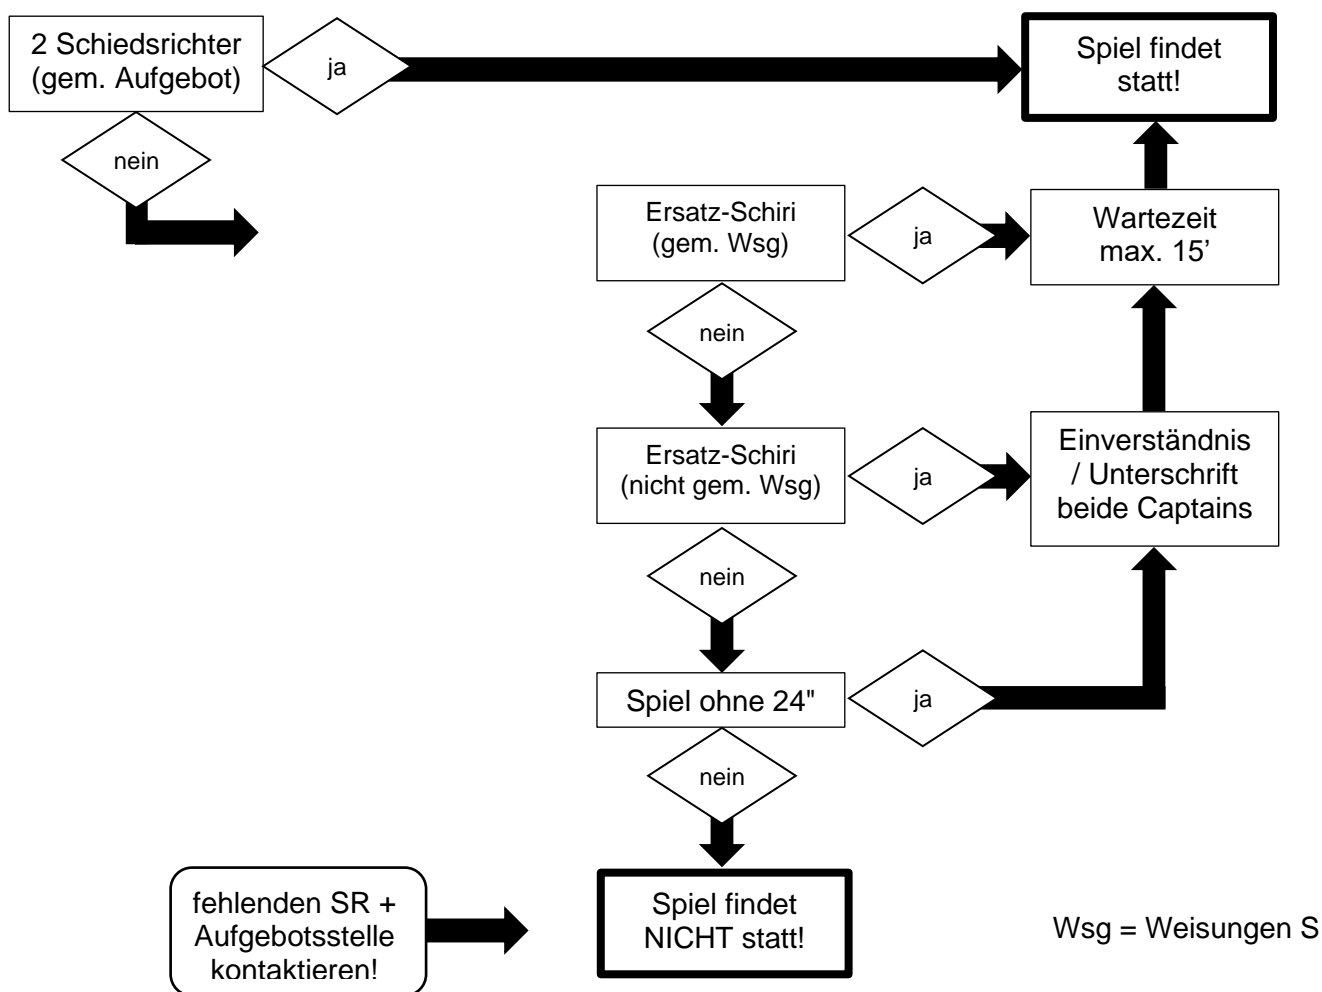 2 Schiedsrichter
(gem. Aufgebot)
ja
Spiel findet
statt!
nein
Ersatz-Schiri
(gem. Wsg)
ja
Wartezeit
max. 15’
nein
Ersatz-Schiri
(nicht gem. Wsg)
ja
Einverständnis
/ Unterschrift
beide Captains
nein
Spiel ohne 24"
ja
nein
fehlenden SR +
Aufgebotsstelle
kontaktieren!
Spiel findet
NICHT statt!
Wsg = Weisungen S